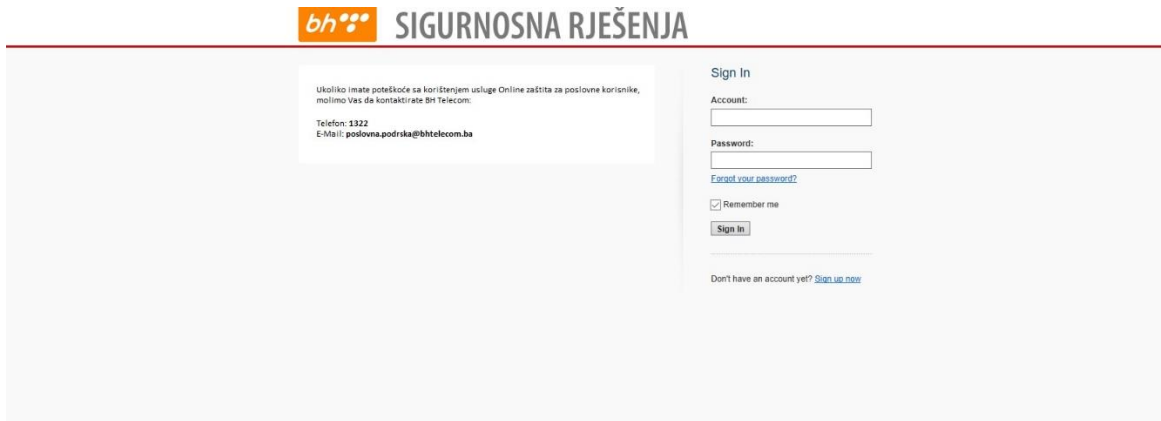 bh
SIGURNOSNA RJEŠENJA
Ukoliko imate poteškoće sa korištenjem usluge Online zaštita za poslovne korisnike,
molimo Vas da kontaktirate BH Telecom:
Telefon: 1322
E-Mail: poslovna.podrska@bhtelecom.ba
Sign In
Account:
Password:
Forgot your password?
Remember me
Sign In
Don't have an account yet? Sign up now